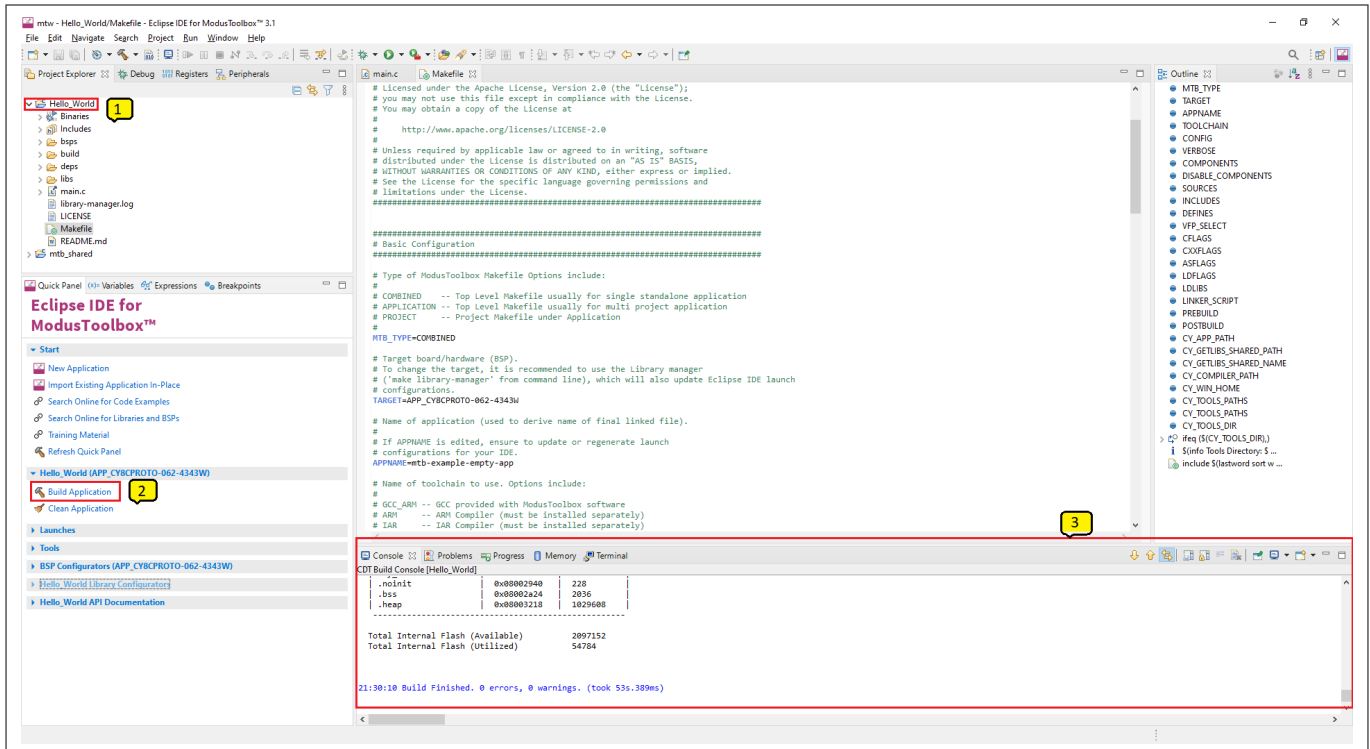 mtw - Hello_World/Makefile - Eclipse IDE for ModusToolbox™ 3.1
File Edit Navigate Search Project Run Window Help
Project Explorer Debug Registers Peripherals
Hello_World
1
Binaries
Includes
bsps
build
deps
libs
main.c
library-manager.log
LICENSE
Makefile
README.md
mtb_shared
Quick Panel (x)= Variables Expressions Breakpoints
Eclipse IDE for
ModusToolbox™
Start
New Application
Import Existing Application In-Place
Search Online for Code Examples
Search Online for Libraries and BSPs
Training Material
Refresh Quick Panel
Hello_World (APP_CY8CPROTO-062-4343W)
Build Application
2
Clean Application
Launches
Tools
BSP Configurators (APP_CY8CPROTO-062-4343W)
Hello_World Library Configurators
Hello_World API Documentation
main.c Makefile
# Licensed under the Apache License, Version 2.0 (the "License");
# you may not use this file except in compliance with the License.
# You may obtain a copy of the License at
#
# http://www.apache.org/licenses/LICENSE-2.0
#
# Unless required by applicable law or agreed to in writing, software
# distributed under the License is distributed on an "AS IS" BASIS,
# WITHOUT WARRANTIES OR CONDITIONS OF ANY KIND, either express or implied.
# See the License for the specific language governing permissions and
# limitations under the License.
################################################################################
################################################################################
# Basic Configuration
################################################################################
# Type of ModusToolbox Makefile Options include:
#
# COMBINED -- Top Level Makefile usually for single standalone application
# APPLICATION -- Top Level Makefile usually for multi project application
# PROJECT -- Project Makefile under Application
#
MTB_TYPE=COMBINED
# Target board/hardware (BSP).
# To change the target, it is recommended to use the Library manager
# ('make library-manager' from command line), which will also update Eclipse IDE launch
# configurations.
TARGET=APP_CY8CPROTO-062-4343W
# Name of application (used to derive name of final linked file).
#
# If APPNAME is edited, ensure to update or regenerate launch
# configurations for your IDE.
APPNAME=mtb-example-empty-app
# Name of toolchain to use. Options include:
#
# GCC_ARM -- GCC provided with ModusToolbox software
# ARM -- ARM Compiler (must be installed separately)
# IAR -- IAR Compiler (must be installed separately)
3
Console Problems Progress Memory Terminal
CDT Build Console [Hello_World]
| .noinit | 0x08002940 | 228 |
| .bss | 0x08002a24 | 2036 |
| .heap | 0x08003218 | 1029608 |
----------------------------------------------------
Total Internal Flash (Available) 2097152
Total Internal Flash (Utilized) 54784
21:30:10 Build Finished. 0 errors, 0 warnings. (took 53s.389ms)
Outline
MTB_TYPE
TARGET
APPNAME
TOOLCHAIN
CONFIG
VERBOSE
COMPONENTS
DISABLE_COMPONENTS
SOURCES
INCLUDES
DEFINES
VFP_SELECT
CFLAGS
CXXFLAGS
ASFLAGS
LDFLAGS
LDLIBS
LINKER_SCRIPT
PREBUILD
POSTBUILD
CY_APP_PATH
CY_GETLIBS_SHARED_PATH
CY_GETLIBS_SHARED_NAME
CY_COMPILER_PATH
CY_WIN_HOME
CY_TOOLS_PATHS
CY_TOOLS_PATHS
CY_TOOLS_DIR
ifeq ($(CY_TOOLS_DIR),)
$(info Tools Directory: $ ...
include $(lastword sort w ...